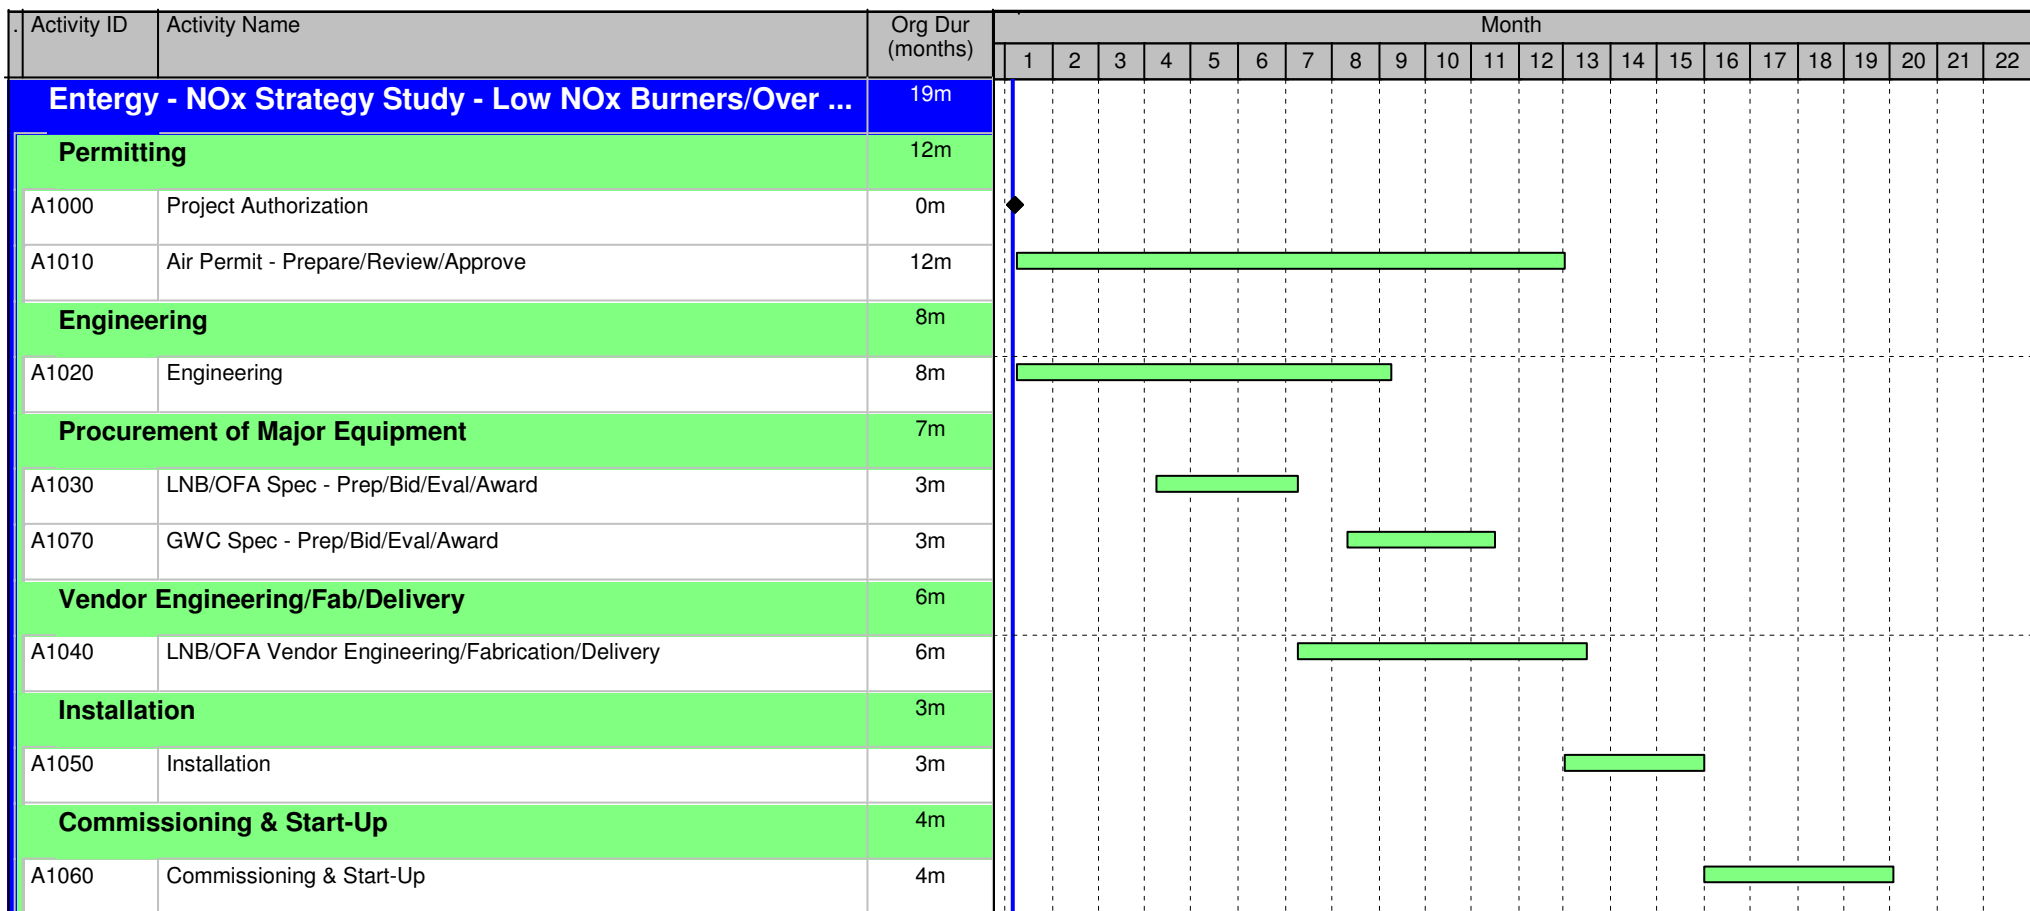 . Activity ID Activity Name Org Dur Month
(months) 1 2 3 4 5 6 7 8 9 10 11 12 13 14 15 16 17 18 19 20 21 22
Entergy - NOx Strategy Study - Low NOx Burners/Over ... 19m
Permitting 12m
A1000 Project Authorization 0m
A1010 Air Permit - Prepare/Review/Approve 12m
Engineering 8m
A1020 Engineering 8m
Procurement of Major Equipment 7m
A1030 LNB/OFA Spec - Prep/Bid/Eval/Award 3m
A1070 GWC Spec - Prep/Bid/Eval/Award 3m
Vendor Engineering/Fab/Delivery 6m
A1040 LNB/OFA Vendor Engineering/Fabrication/Delivery 6m
Installation 3m
A1050 Installation 3m
Commissioning & Start-Up 4m
A1060 Commissioning & Start-Up 4m